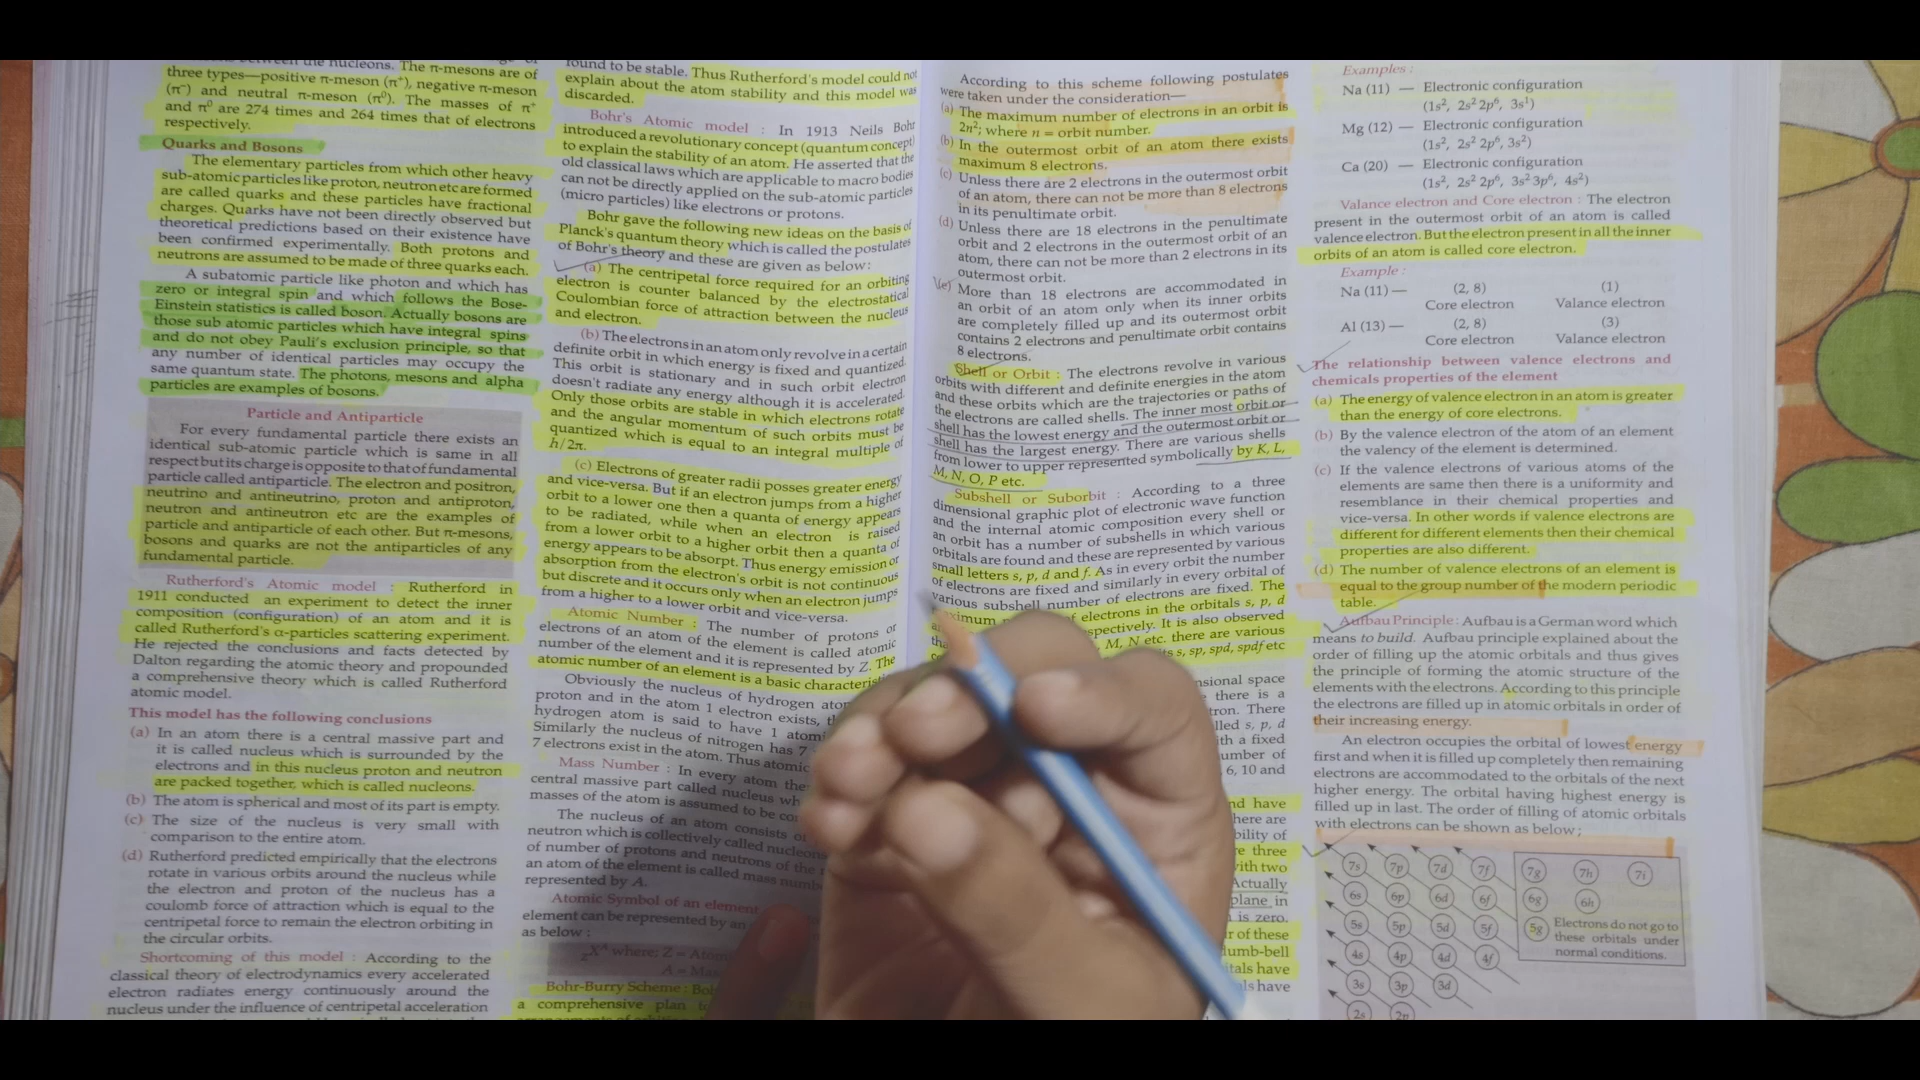 three types—positive π-meson (π⁺), negative π-meson
(π⁻) and neutral π-meson (π⁰). The masses of π⁺
and π⁰ are 274 times and 264 times that of electrons
respectively.
Quarks and Bosons
The elementary particles from which other heavy
sub-atomic particles like proton, neutron etc are formed
are called quarks and these particles have fractional
charges. Quarks have not been directly observed but
theoretical predictions based on their existence have
been confirmed experimentally. Both protons and
neutrons are assumed to be made of three quarks each.
A subatomic particle like photon and which has
zero or integral spin and which follows the Bose-
Einstein statistics is called boson. Actually bosons are
those sub atomic particles which have integral spins
and do not obey Pauli's exclusion principle, so that
any number of identical particles may occupy the
same quantum state. The photons, mesons and alpha
particles are examples of bosons.
Particle and Antiparticle
For every fundamental particle there exists an
identical sub-atomic particle which is same in all
respect but its charge is opposite to that of fundamental
particle called antiparticle. The electron and positron,
neutrino and antineutrino, proton and antiproton,
neutron and antineutron etc are the examples of
particle and antiparticle of each other. But π-mesons,
bosons and quarks are not the antiparticles of any
fundamental particle.
Rutherford's Atomic model : Rutherford in
1911 conducted an experiment to detect the inner
composition (configuration) of an atom and it is
called Rutherford's α-particles scattering experiment.
He rejected the conclusions and facts detected by
Dalton regarding the atomic theory and propounded
a comprehensive theory which is called Rutherford
atomic model.
This model has the following conclusions
(a) In an atom there is a central massive part and
it is called nucleus which is surrounded by the
electrons and in this nucleus proton and neutron
are packed together, which is called nucleons.
(b) The atom is spherical and most of its part is empty.
(c) The size of the nucleus is very small with
comparison to the entire atom.
(d) Rutherford predicted empirically that the electrons
rotate in various orbits around the nucleus while
the electron and proton of the nucleus has a
coulomb force of attraction which is equal to the
centripetal force to remain the electron orbiting in
the circular orbits.
Shortcoming of this model : According to the
classical theory of electrodynamics every accelerated
electron radiates energy continuously around the
nucleus under the influence of centripetal acceleration
found to be stable. Thus Rutherford's model could not
explain about the atom stability and this model was
discarded.
Bohr's Atomic model : In 1913 Neils Bohr
introduced a revolutionary concept (quantum concept)
to explain the stability of an atom. He asserted that the
old classical laws which are applicable to macro bodies
can not be directly applied on the sub-atomic particles
(micro particles) like electrons or protons.
Bohr gave the following new ideas on the basis of
Planck's quantum theory which is called the postulates
of Bohr's theory and these are given as below:
(a) The centripetal force required for an orbiting
electron is counter balanced by the electrostatical
Coulombian force of attraction between the nucleus
and electron.
(b) The electrons in an atom only revolve in a certain
definite orbit in which energy is fixed and quantized.
This orbit is stationary and in such orbit electron
doesn't radiate any energy although it is accelerated.
Only those orbits are stable in which electrons rotate
and the angular momentum of such orbits must be
quantized which is equal to an integral multiple of
h/2π.
(c) Electrons of greater radii posses greater energy
and vice-versa. But if an electron jumps from a higher
orbit to a lower one then a quanta of energy appears
to be radiated, while when an electron is raised
from a lower orbit to a higher orbit then a quanta of
energy appears to be absorpt. Thus energy emission or
absorption from the electron's orbit is not continuous
but discrete and it occurs only when an electron jumps
from a higher to a lower orbit and vice-versa.
Atomic Number : The number of protons or
electrons of an atom of the element is called atomic
number of the element and it is represented by Z. The
atomic number of an element is a basic
Obviously the nucleus of hydrogen
proton and in the atom 1 electron exists,
hydrogen atom is said to have 1
Similarly the nucleus of nitrogen has 7
7 electrons exist in the atom. Thus atomic
Mass Number : In every atom
central massive part called nucleus
masses of the atom is assumed to be
The nucleus of an atom consists
neutron which is collectively called
of number of protons and neutrons of the
an atom of the element is called mass
represented by A.
Atomic Symbol of an element
element can be represented by an
as below :
zXᴬ where; Z =
A =
Bohr-Burry Scheme :
a comprehensive plan
According to this scheme following postulates
were taken under the consideration—
(a) The maximum number of electrons in an orbit is
2n²; where n = orbit number.
(b) In the outermost orbit of an atom there exists
maximum 8 electrons.
(c) Unless there are 2 electrons in the outermost orbit
of an atom, there can not be more than 8 electrons
in its penultimate orbit.
(d) Unless there are 18 electrons in the penultimate
orbit and 2 electrons in the outermost orbit of an
atom, there can not be more than 2 electrons in its
outermost orbit.
(e) More than 18 electrons are accommodated in
an orbit of an atom only when its inner orbits
are completely filled up and its outermost orbit
contains 2 electrons and penultimate orbit contains
8 electrons.
Shell or Orbit : The electrons revolve in various
orbits with different and definite energies in the atom
and these orbits which are the trajectories or paths of
the electrons are called shells. The inner most orbit or
shell has the lowest energy and the outermost orbit or
shell has the largest energy. There are various shells
from lower to upper represented symbolically by K, L,
M, N, O, P etc.
Subshell or Suborbit : According to a three
dimensional graphic plot of electronic wave function
and the internal atomic composition every shell or
an orbit has a number of subshells in which various
orbitals are found and these are represented by various
small letters s, p, d and f. As in every orbit the number
of electrons are fixed and similarly in every orbital of
various subshell number of electrons are fixed. The
of electrons in the orbitals s, p, d
It is also observed
M, N etc. there are various
s, sp, spd, spdf etc
space
there is a
There
s, p, d
th a fixed
6, 10 and
have
of
three
with two
Actually
plane in
is zero.
of these
have
have
Examples :
Na (11) — Electronic configuration
(1s², 2s² 2p⁶, 3s¹)
Mg (12) — Electronic configuration
(1s², 2s² 2p⁶, 3s²)
Ca (20) — Electronic configuration
(1s², 2s² 2p⁶, 3s² 3p⁶, 4s²)
Valance electron and Core electron : The electron
present in the outermost orbit of an atom is called
valence electron. But the electron present in all the inner
orbits of an atom is called core electron.
Example :
Na (11) — (2, 8) (1)
Core electron Valance electron
Al (13) — (2, 8) (3)
Core electron Valance electron
The relationship between valence electrons and
chemicals properties of the element
(a) The energy of valence electron in an atom is greater
than the energy of core electrons.
(b) By the valence electron of the atom of an element
the valency of the element is determined.
(c) If the valence electrons of various atoms of the
elements are same then there is a uniformity and
resemblance in their chemical properties and
vice-versa. In other words if valence electrons are
different for different elements then their chemical
properties are also different.
(d) The number of valence electrons of an element is
equal to the group number of the modern periodic
table.
Aufbau Principle : Aufbau is a German word which
means to build. Aufbau principle explained about the
order of filling up the atomic orbitals and thus gives
the principle of forming the atomic structure of the
elements with the electrons. According to this principle
the electrons are filled up in atomic orbitals in order of
their increasing energy.
An electron occupies the orbital of lowest energy
first and when it is filled up completely then remaining
electrons are accommodated to the orbitals of the next
higher energy. The orbital having highest energy is
filled up in last. The order of filling of atomic orbitals
with electrons can be shown as below ;
7s 7p 7d 7f 7g 7h 7i
6s 6p 6d 6f 6g 6h
5s 5p 5d 5f 5g Electrons do not go to
these orbitals under
normal conditions.
4s 4p 4d 4f
3s 3p 3d
2s 2p